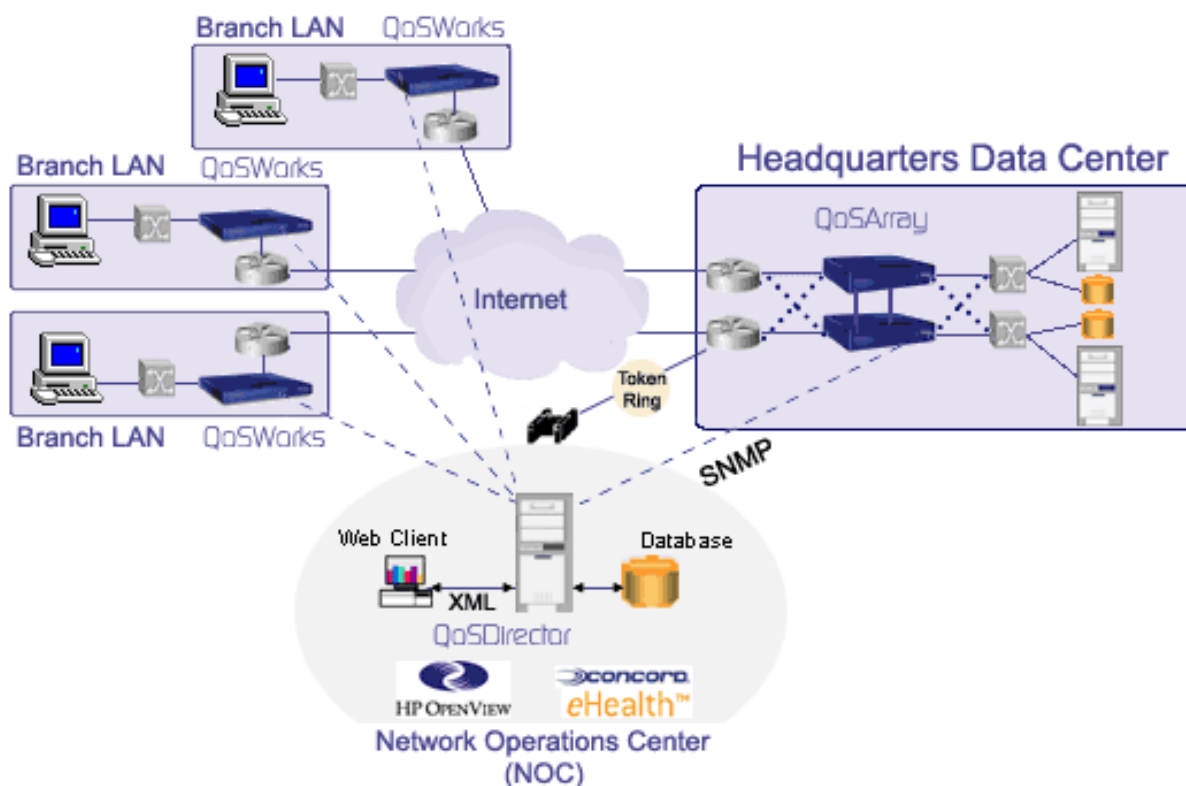 Branch LAN
QoSWorks
Branch LAN
QoSWorks
Headquarters Data Center
QoSArray
Internet
Token
Ring
Branch LAN
QoSWorks
SNMP
Web Client
Database
XML
QoSDirector
HP OPENVIEW
concord
eHealth™
Network Operations Center
(NOC)